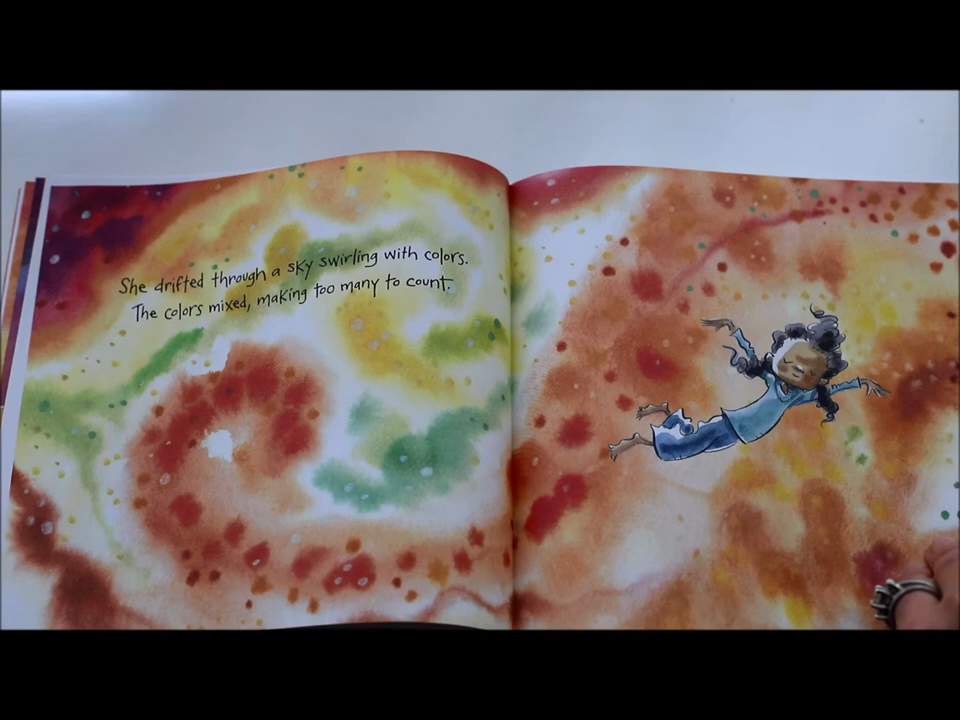 She drifted through a sky swirling with colors.
The colors mixed, making too many to count.